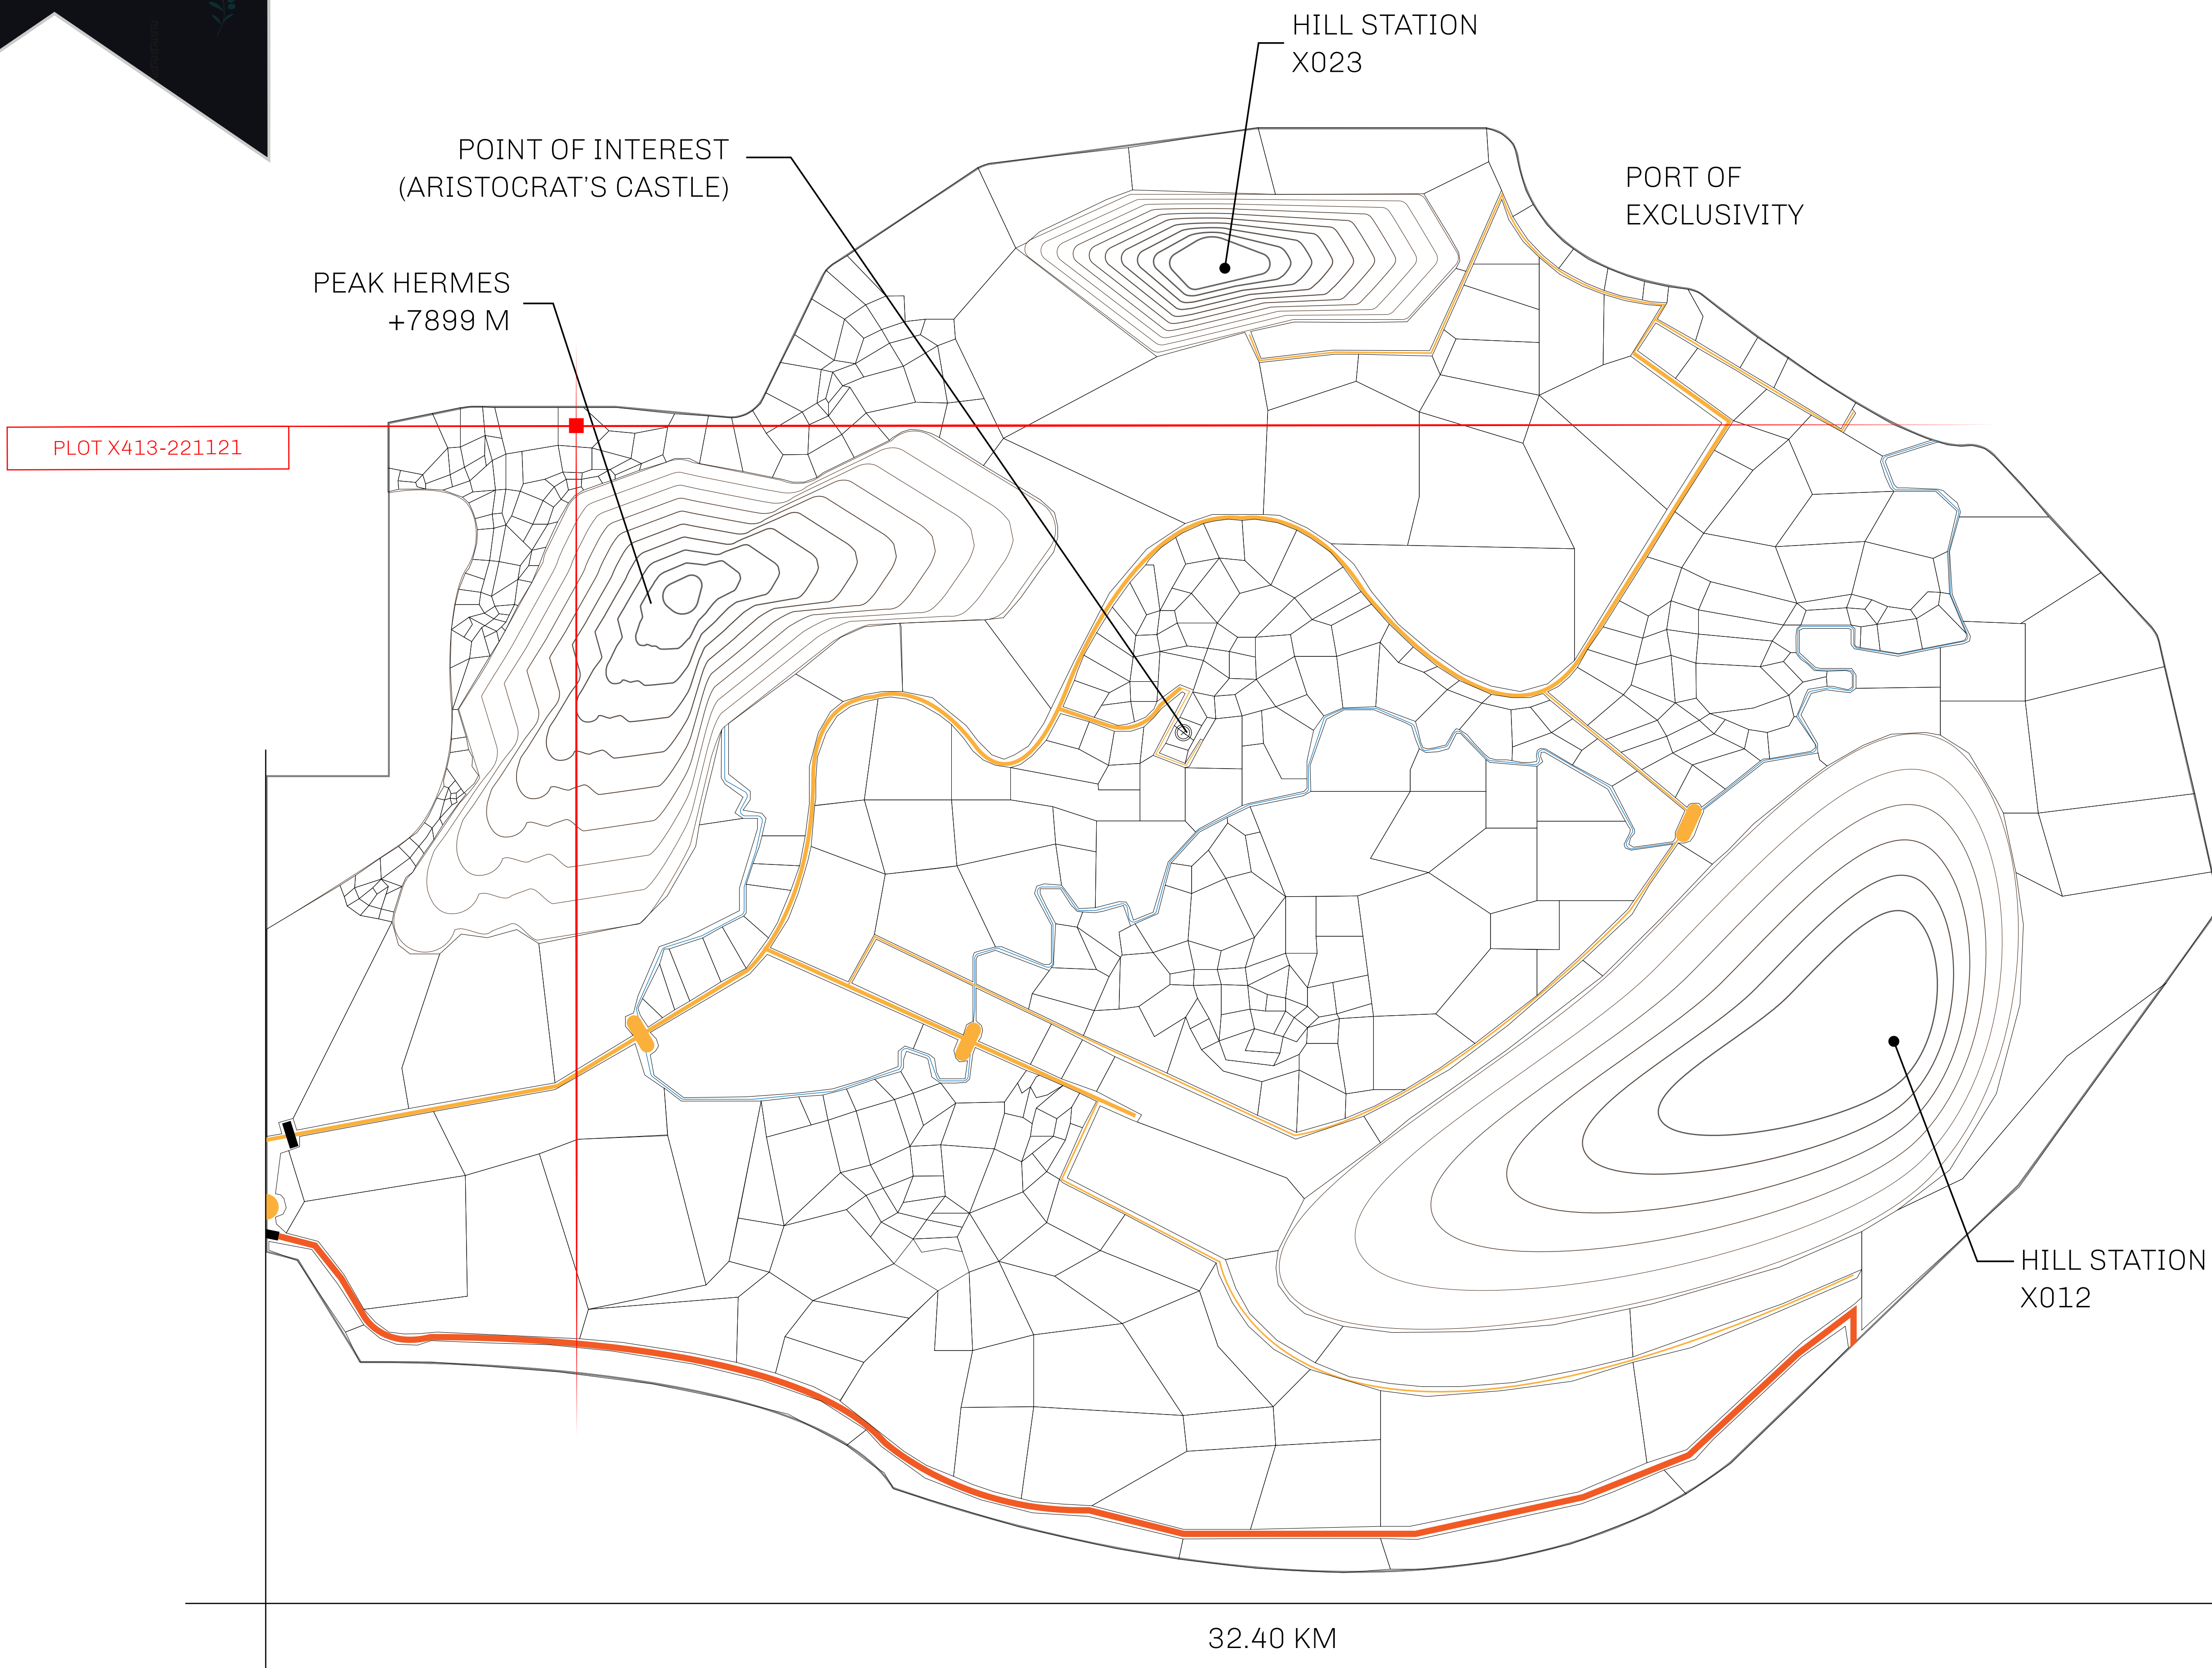 HILL STATION
X023
POINT OF INTEREST
(ARISTOCRAT'S CASTLE)
PORT OF
EXCLUSIVITY
PEAK HERMES
+7899 M
PLOT X413-221121
HILL STATION
X012
32.40 KM